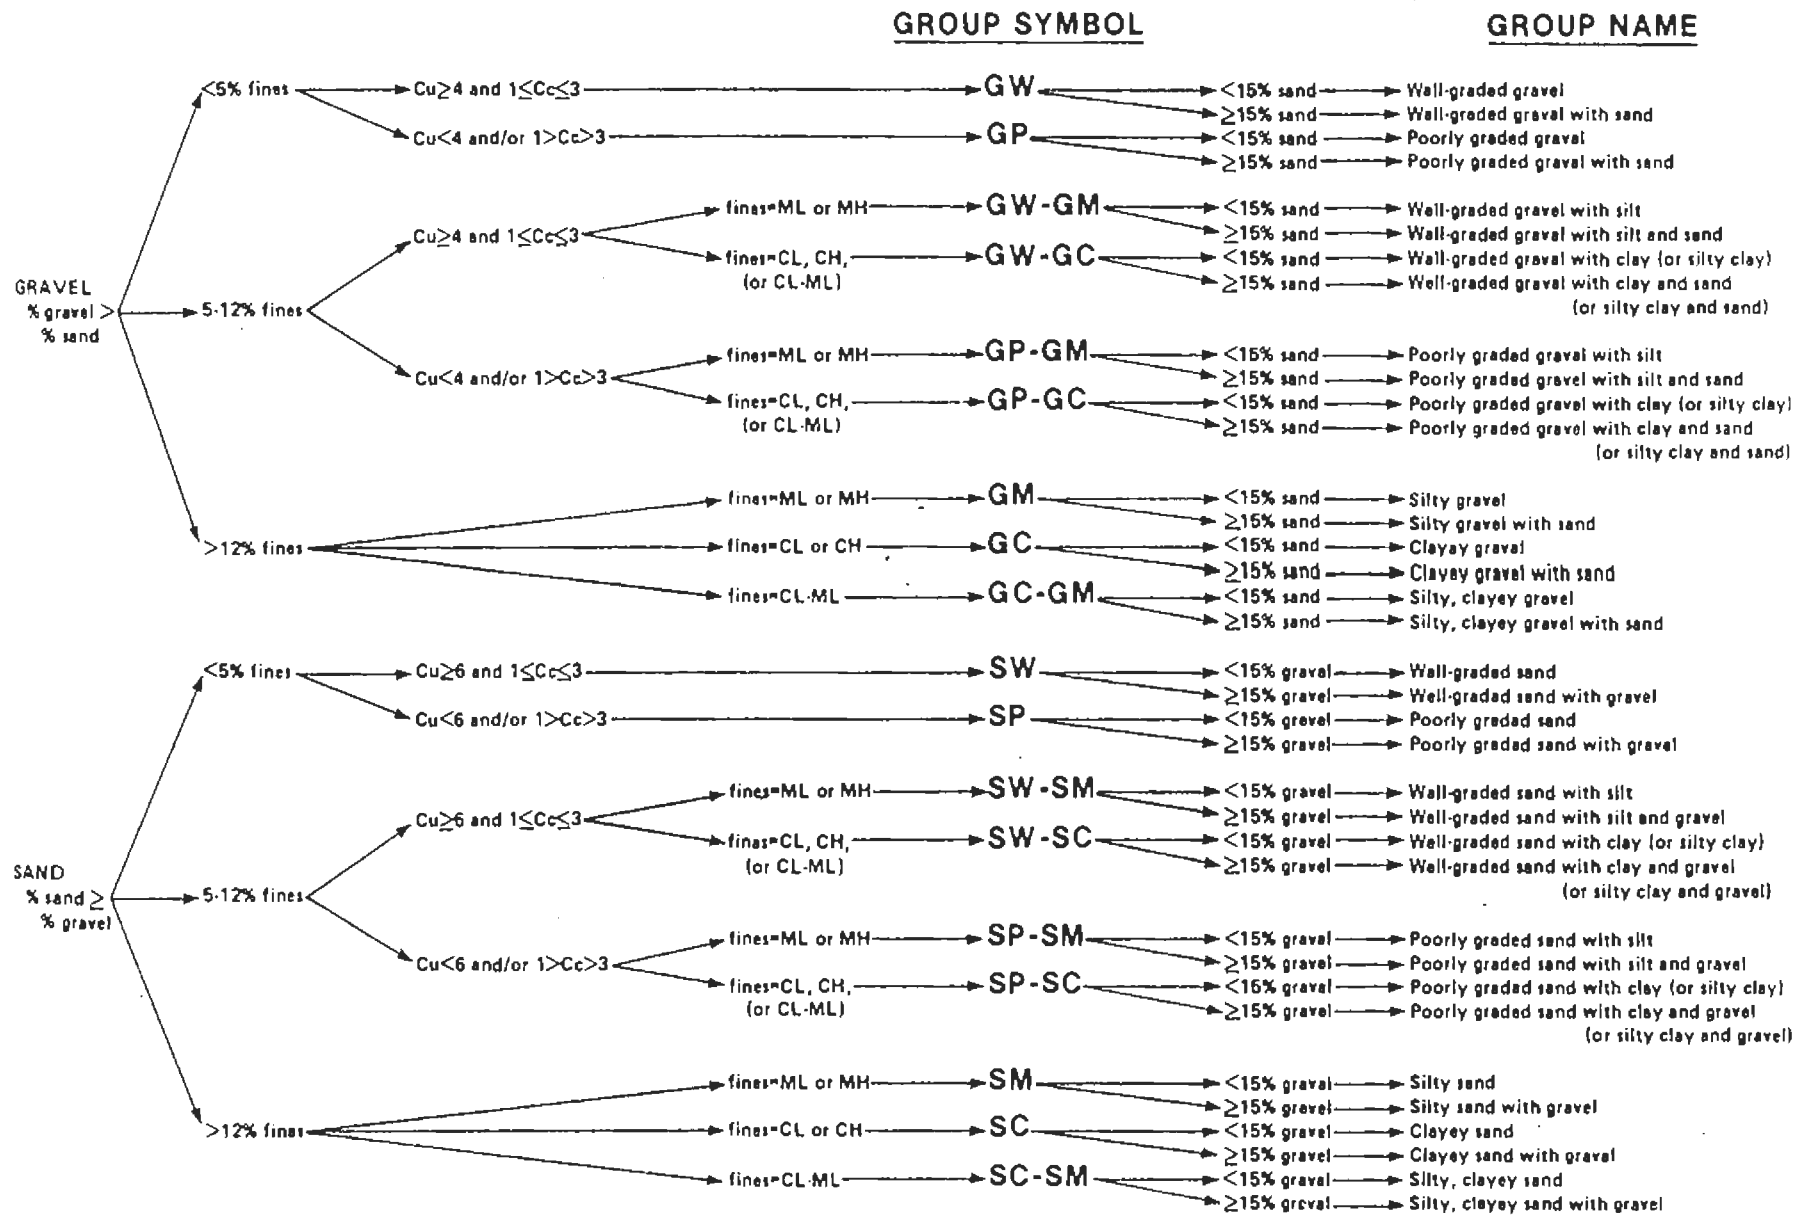 GROUP SYMBOL GROUP NAME
<5% fines Cu≥4 and 1≤Cc≤3 GW <15% sand Well-graded gravel
≥15% sand Well-graded gravel with sand
Cu<4 and/or 1>Cc>3 GP <15% sand Poorly graded gravel
≥15% sand Poorly graded gravel with sand
fines=ML or MH GW-GM <15% sand Well-graded gravel with silt
Cu≥4 and 1≤Cc≤3 ≥15% sand Well-graded gravel with silt and sand
fines=CL, CH, GW-GC <15% sand Well-graded gravel with clay (or silty clay)
(or CL-ML) ≥15% sand Well-graded gravel with clay and sand
(or silty clay and sand)
GRAVEL
% gravel > 5-12% fines
% sand
fines=ML or MH GP-GM <15% sand Poorly graded gravel with silt
Cu<4 and/or 1>Cc>3 ≥15% sand Poorly graded gravel with silt and sand
fines=CL, CH, GP-GC <15% sand Poorly graded gravel with clay (or silty clay)
(or CL-ML) ≥15% sand Poorly graded gravel with clay and sand
(or silty clay and sand)
fines=ML or MH GM <15% sand Silty gravel
≥15% sand Silty gravel with sand
>12% fines fines=CL or CH GC <15% sand Clayey gravel
≥15% sand Clayey gravel with sand
fines=CL-ML GC-GM <15% sand Silty, clayey gravel
≥15% sand Silty, clayey gravel with sand
<5% fines Cu≥6 and 1≤Cc≤3 SW <15% gravel Well-graded sand
≥15% gravel Well-graded sand with gravel
Cu<6 and/or 1>Cc>3 SP <15% gravel Poorly graded sand
≥15% gravel Poorly graded sand with gravel
fines=ML or MH SW-SM <15% gravel Well-graded sand with silt
Cu≥6 and 1≤Cc≤3 ≥15% gravel Well-graded sand with silt and gravel
fines=CL, CH, SW-SC <15% gravel Well-graded sand with clay (or silty clay)
(or CL-ML) ≥15% gravel Well-graded sand with clay and gravel
(or silty clay and gravel)
SAND
% sand ≥ 5-12% fines
% gravel
fines=ML or MH SP-SM <15% gravel Poorly graded sand with silt
Cu<6 and/or 1>Cc>3 ≥15% gravel Poorly graded sand with silt and gravel
fines=CL, CH, SP-SC <15% gravel Poorly graded sand with clay (or silty clay)
(or CL-ML) ≥15% gravel Poorly graded sand with clay and gravel
(or silty clay and gravel)
fines=ML or MH SM <15% gravel Silty sand
≥15% gravel Silty sand with gravel
>12% fines fines=CL or CH SC <15% gravel Clayey sand
≥15% gravel Clayey sand with gravel
fines=CL-ML SC-SM <15% gravel Silty, clayey sand
≥15% gravel Silty, clayey sand with gravel